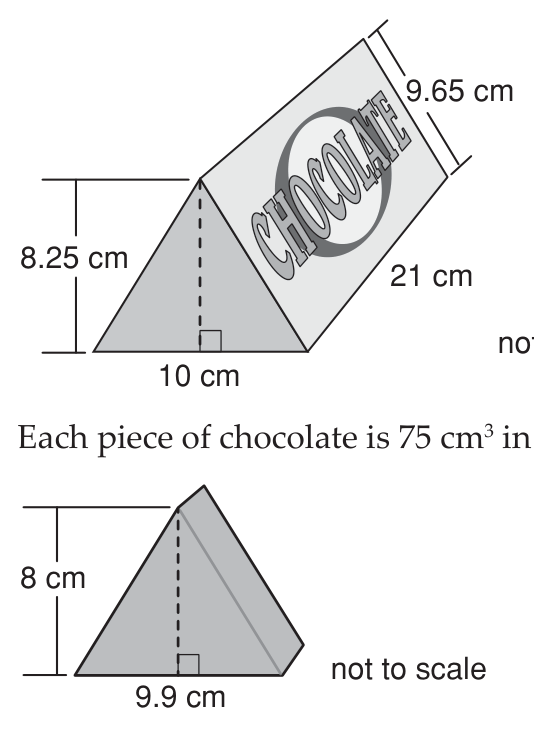 9.65 cm
CHOCOLATE
8.25 cm
21 cm
not
10 cm
Each piece of chocolate is 75 cm³ in
8 cm
not to scale
9.9 cm